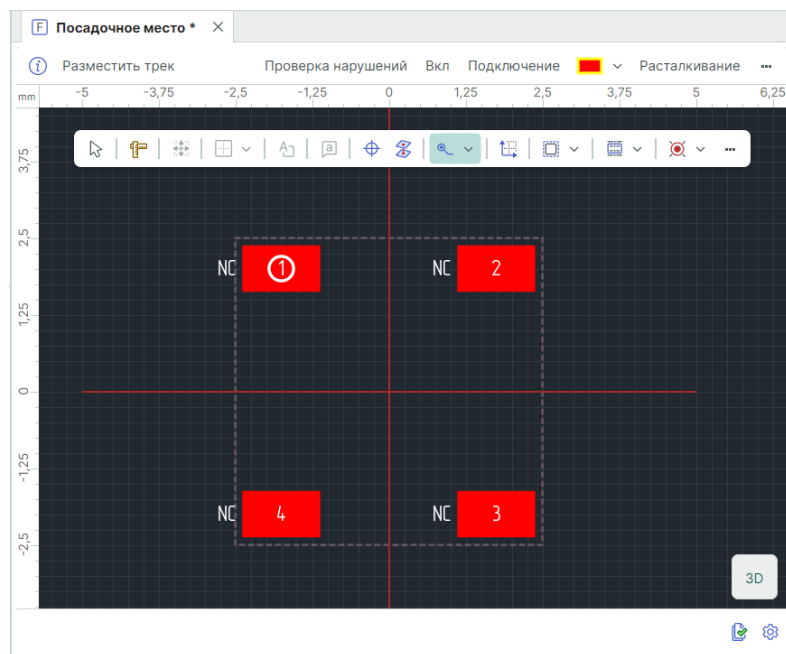 F Посадочное место *
Разместить трек Проверка нарушений Вкл Подключение Расталкивание
mm -5 -3,75 -2,5 -1,25 0 1,25 2,5 3,75 5 6,25
3,75
2,5
NC 1 NC 2
1,25
0
-1,25
NC 4 NC 3
-2,5
3D